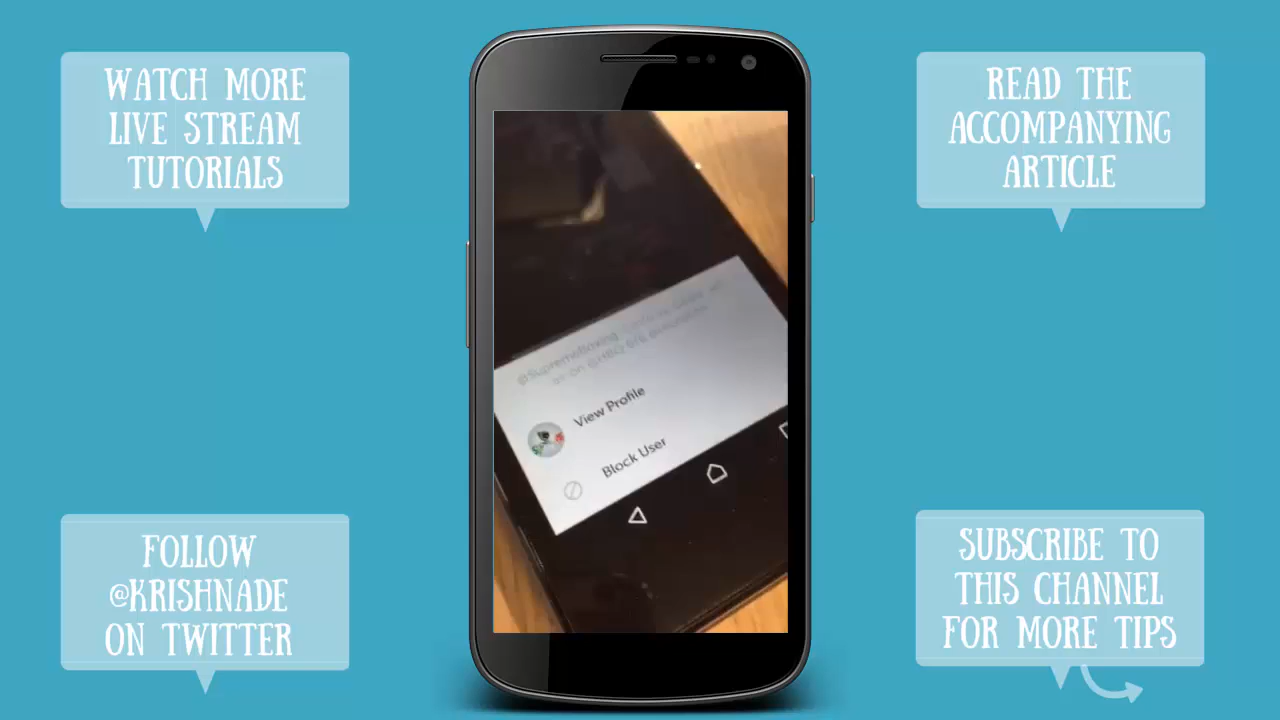 WATCH MORE
LIVE STREAM
TUTORIALS
READ THE
ACCOMPANYING
ARTICLE
@SupremoBoxing
View Profile
Block User
FOLLOW
@KRISHNADE
ON TWITTER
SUBSCRIBE TO
THIS CHANNEL
FOR MORE TIPS